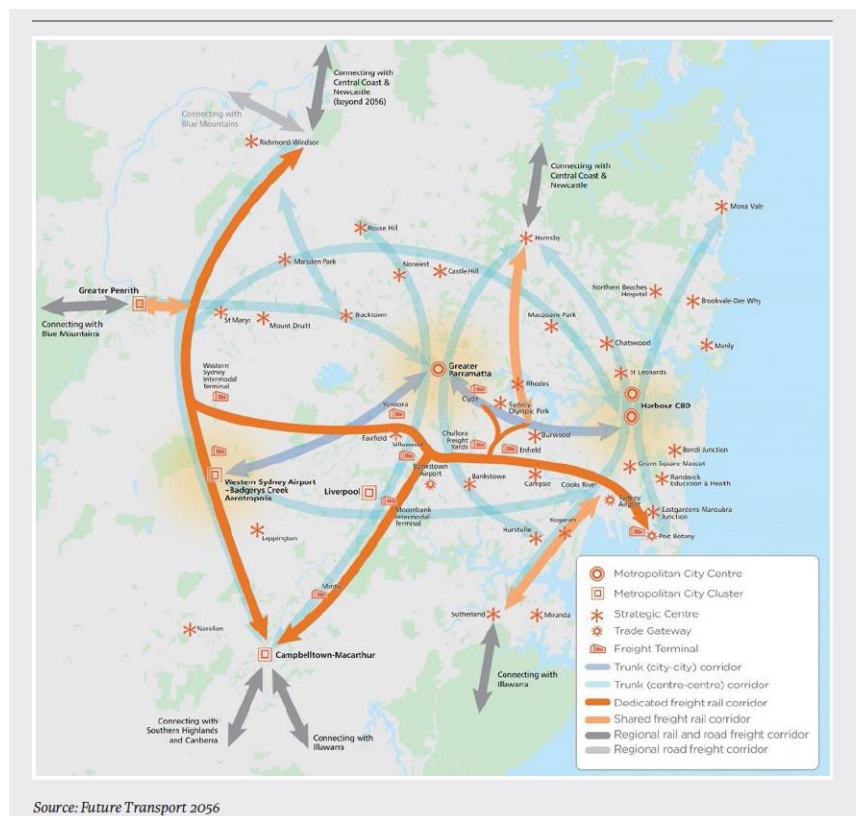 Connecting with
Central Coast &
Newcastle
(beyond 2056)
Connecting with
Blue Mountains
Richmond-Windsor
Connecting with
Central Coast &
Newcastle
Mona Vale
Rouse Hill
Hornsby
Marsden Park
Norwest
Castle Hill
Greater Penrith
Northern Beaches
Hospital
Brookvale-Dee Why
Connecting with
Blue Mountains
St Marys
Mount Druitt
Blacktown
Macquarie Park
Chatswood
Manly
Western
Sydney
Intermodal
Terminal
Greater
Parramatta
St Leonards
Clyde
Rhodes
Sydney
Olympic Park
Harbour CBD
Yennora
Fairfield
Villawood
Chullora
Freight
Yards
Enfield
Burwood
Bondi Junction
Green Square-Mascot
Western Sydney Airport
–Badgerys Creek
Aerotropolis
Liverpool
Bankstown
Airport
Bankstown
Campsie
Cooks River
Randwick
Education & Health
Moorebank
Intermodal
Terminal
Sydney
Airport
Eastgardens-Maroubra
Junction
Leppington
Hurstville
Kogarah
Port Botany
Minto
Narellan
Sutherland
Miranda
Campbelltown-Macarthur
Connecting with
Illawarra
Connecting with
Southern Highlands
and Canberra
Connecting with
Illawarra
Metropolitan City Centre
Metropolitan City Cluster
Strategic Centre
Trade Gateway
Freight Terminal
Trunk (city-city) corridor
Trunk (centre-centre) corridor
Dedicated freight rail corridor
Shared freight rail corridor
Regional rail and road freight corridor
Regional road freight corridor
Source: Future Transport 2056